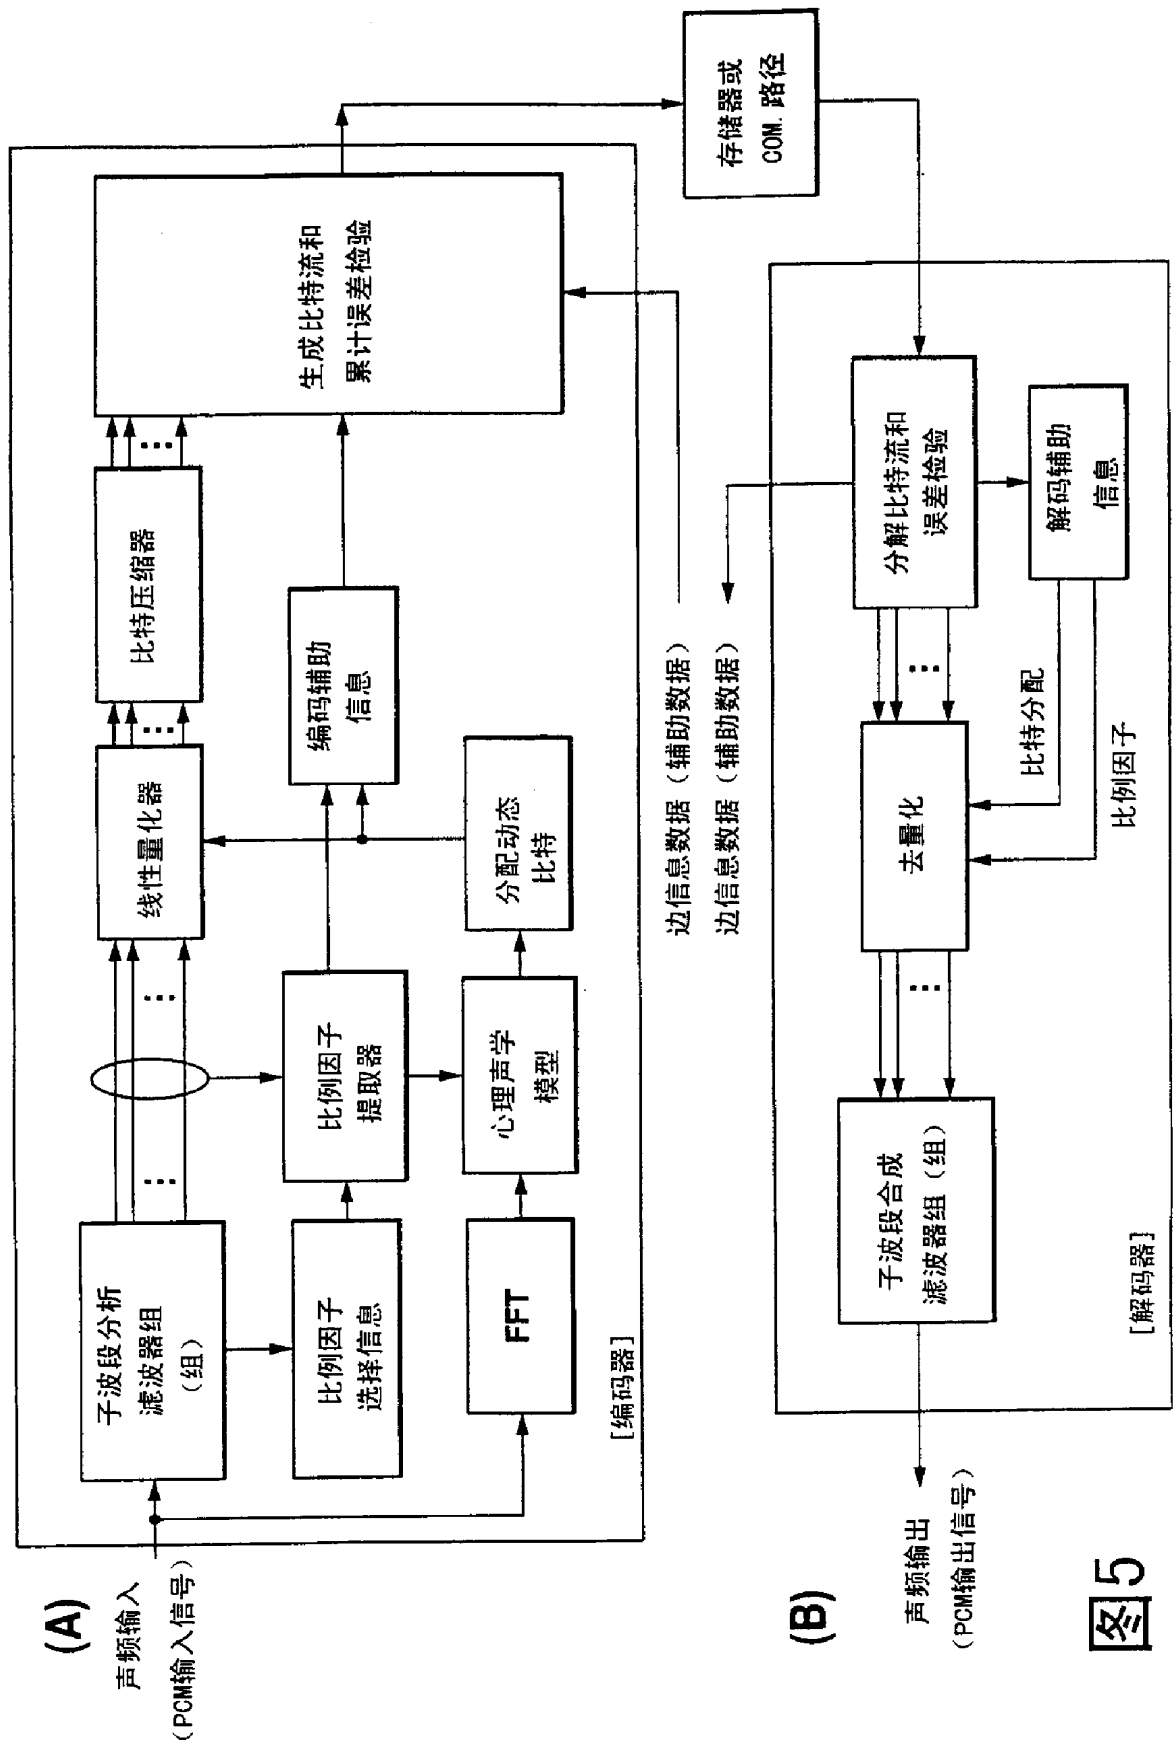 (A)
声频输入
(PCM输入信号)
子波段分析
滤波器组
(组)
线性量化器
比特压缩器
生成比特流和
累计误差检验
比例因子
选择信息
比例因子
提取器
编码辅助
信息
FFT
心理声学
模型
分配动态
比特
[编码器]
存储器或
COM. 路径
边信息数据(辅助数据)
边信息数据(辅助数据)
(B)
声频输出
(PCM输出信号)
子波段合成
滤波器组(组)
去量化
分解比特流和
误差检验
解码辅助
信息
比特分配
比例因子
[解码器]
图5